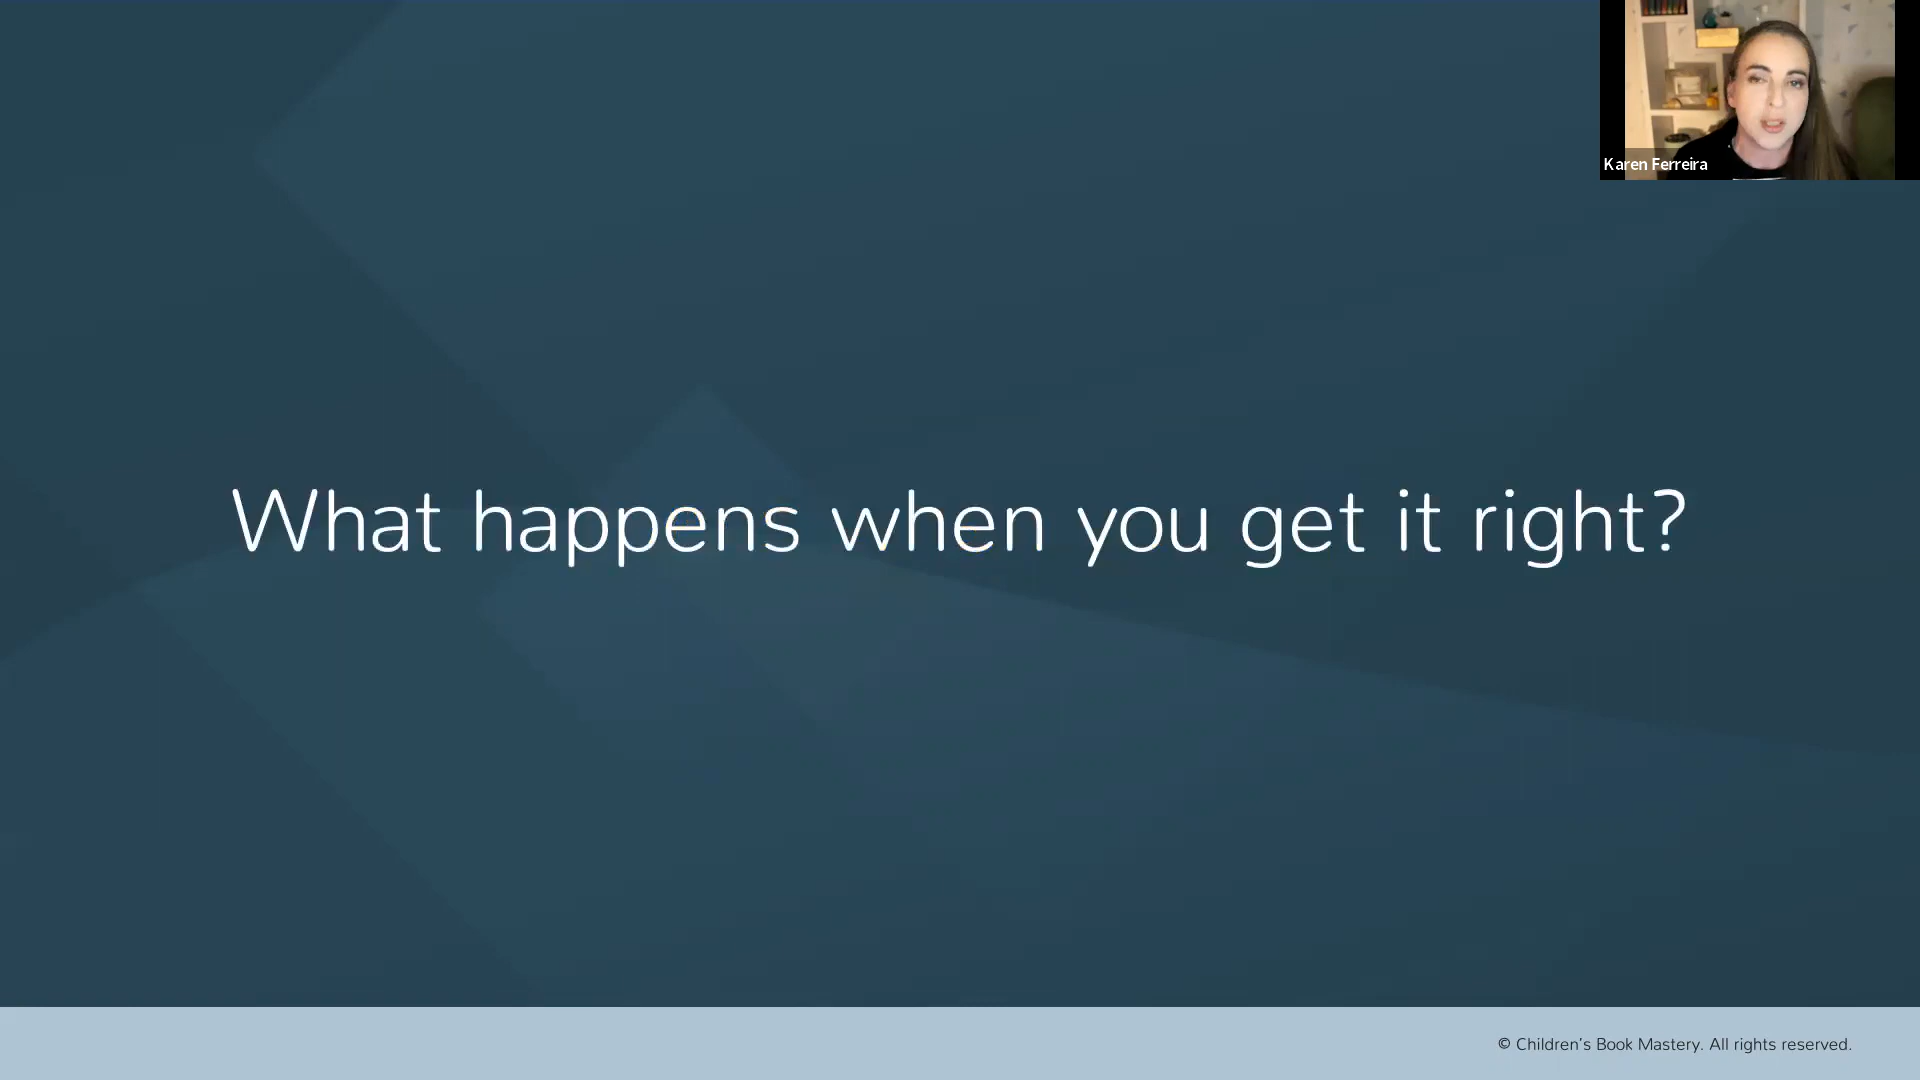 Karen Ferreira
What happens when you get it right?
© Children's Book Mastery. All rights reserved.